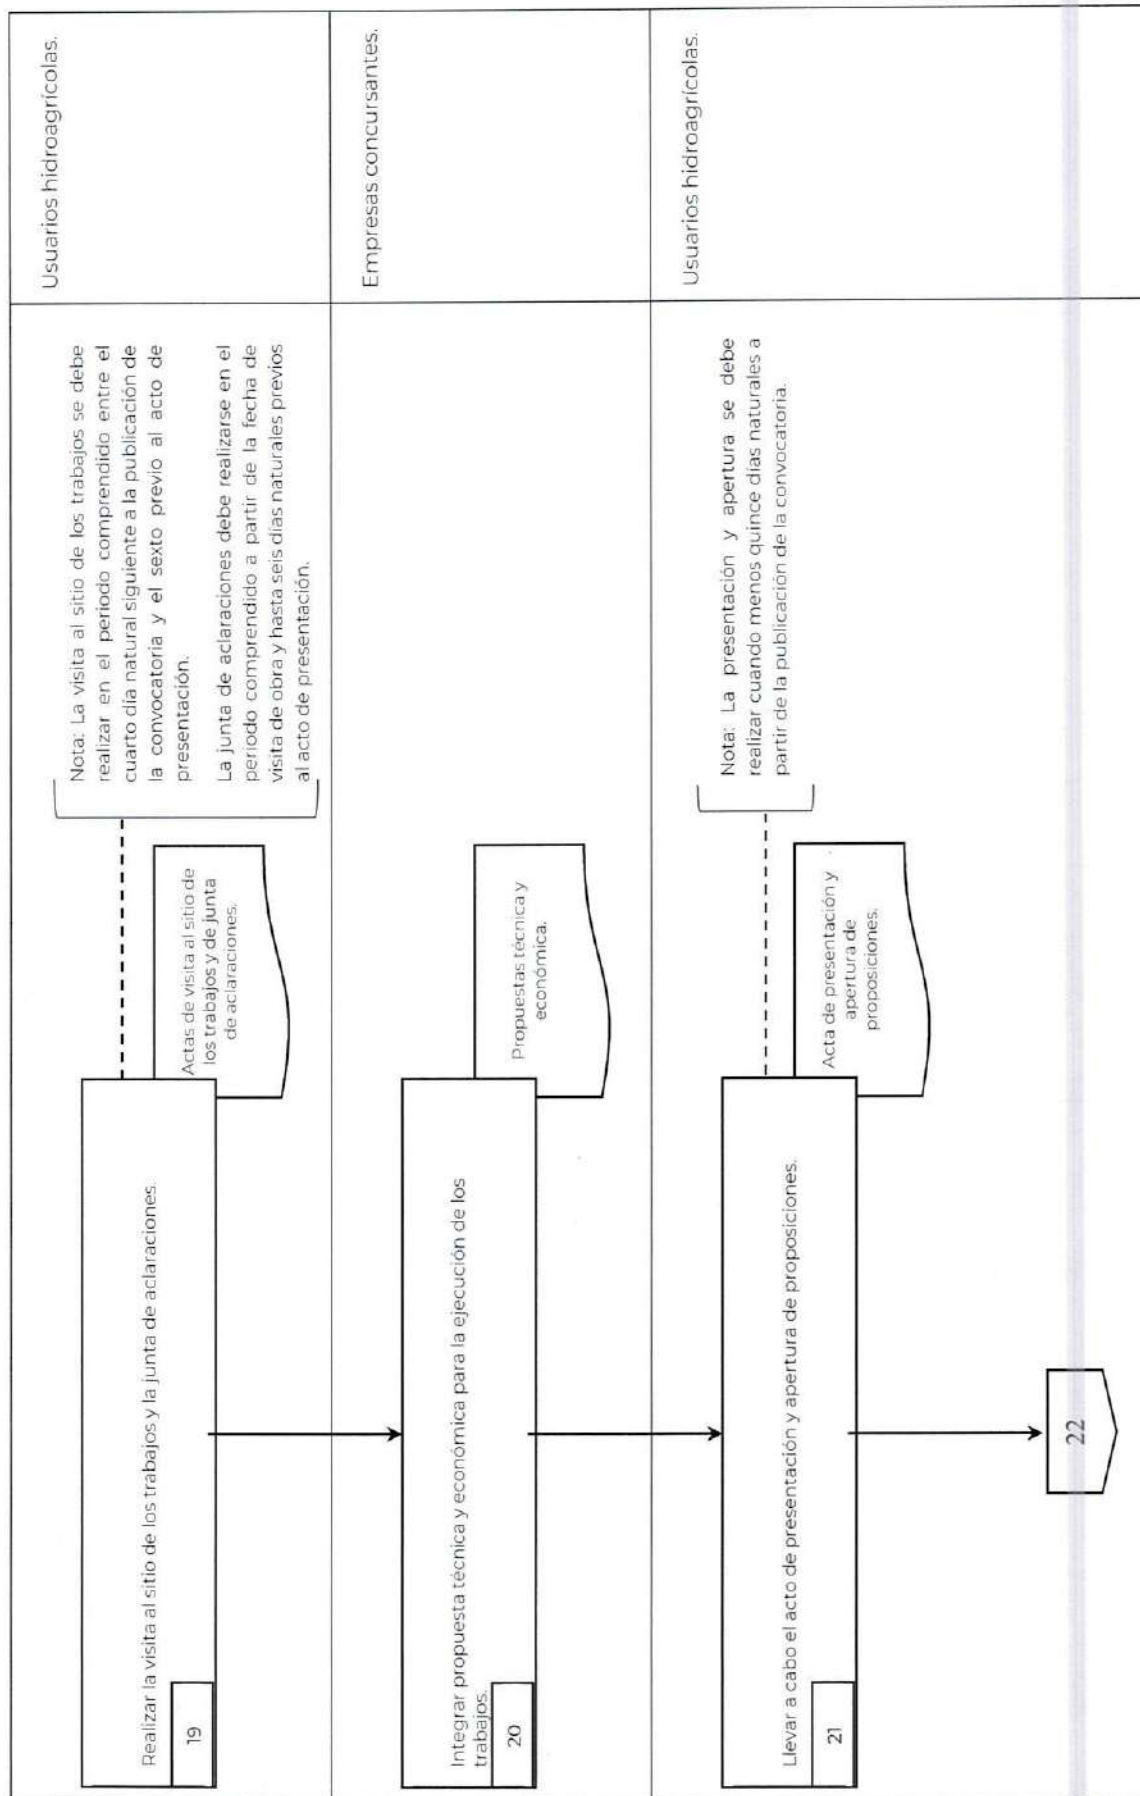 Realizar la visita al sitio de los trabajos y la junta de aclaraciones.
19
Actas de visita al sitio de
los trabajos y de junta
de aclaraciones.
Nota: La visita al sitio de los trabajos se debe
realizar en el periodo comprendido entre el
cuarto día natural siguiente a la publicación de
la convocatoria y el sexto previo al acto de
presentación.
La junta de aclaraciones debe realizarse en el
periodo comprendido a partir de la fecha de
visita de obra y hasta seis días naturales previos
al acto de presentación.
Usuarios hidroagrícolas.
Integrar propuesta técnica y económica para la ejecución de los
trabajos.
20
Propuestas técnica y
económica.
Empresas concursantes.
Llevar a cabo el acto de presentación y apertura de proposiciones.
21
Acta de presentación y
apertura de
proposiciones.
Nota: La presentación y apertura se debe
realizar cuando menos quince días naturales a
partir de la publicación de la convocatoria.
Usuarios hidroagrícolas.
22